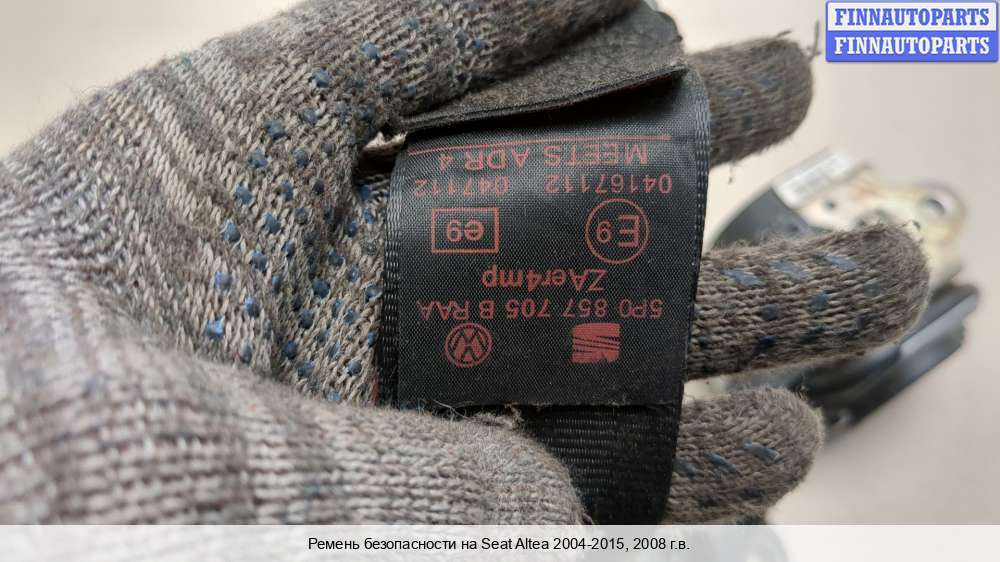 FINNAUTOPARTS
FINNAUTOPARTS
5P0 857 705 B RAA
ZAer4mp
E9
e9
04167112 047112
MEETS ADR 4
Ремень безопасности на Seat Altea 2004-2015, 2008 г.в.